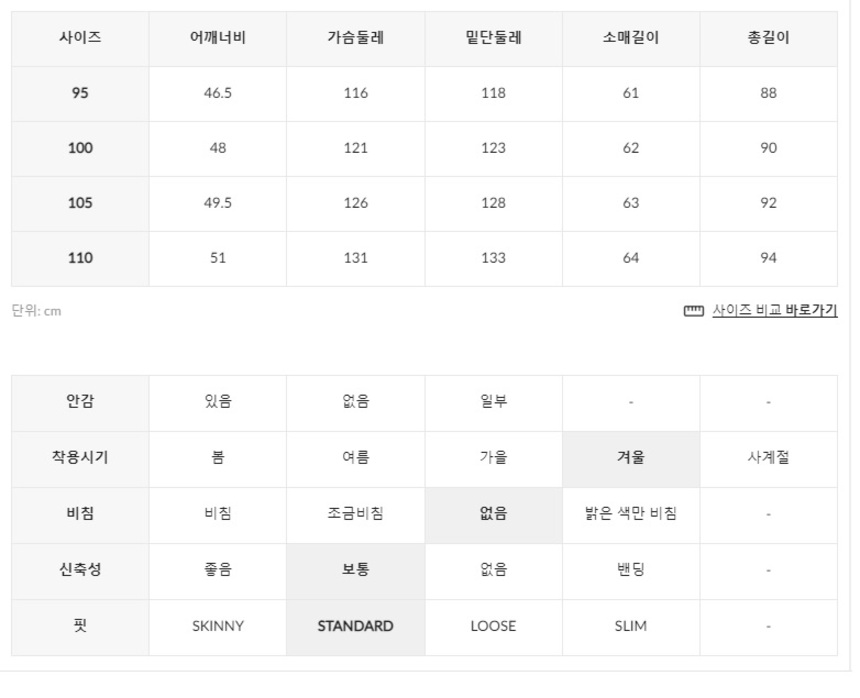 사이즈 어깨너비 가슴둘레 밑단둘레 소매길이 총길이
95 46.5 116 118 61 88
100 48 121 123 62 90
105 49.5 126 128 63 92
110 51 131 133 64 94
단위: cm 사이즈 비교 바로가기
안감 있음 없음 일부 - -
착용시기 봄 여름 가을 겨울 사계절
비침 비침 조금비침 없음 밝은 색만 비침 -
신축성 좋음 보통 없음 밴딩 -
핏 SKINNY STANDARD LOOSE SLIM -